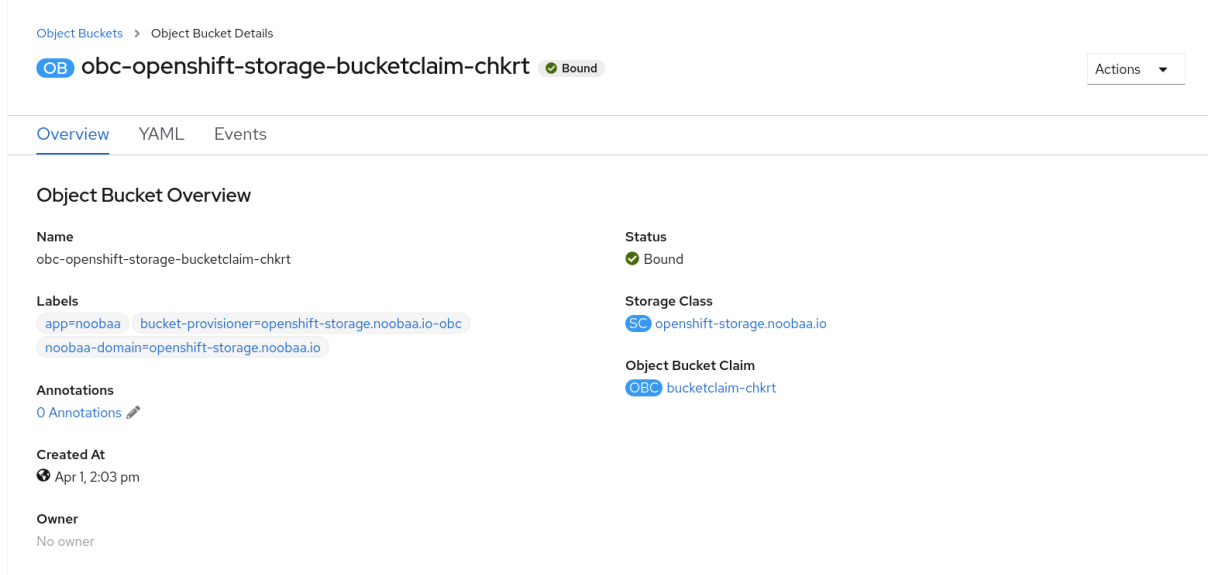 Object Buckets > Object Bucket Details
OB obc-openshift-storage-bucketclaim-chkrt Bound
Actions
Overview YAML Events
Object Bucket Overview
Name
obc-openshift-storage-bucketclaim-chkrt
Labels
app=noobaa bucket-provisioner=openshift-storage.noobaa.io-obc
noobaa-domain=openshift-storage.noobaa.io
Annotations
0 Annotations
Created At
Apr 1, 2:03 pm
Owner
No owner
Status
Bound
Storage Class
SC openshift-storage.noobaa.io
Object Bucket Claim
OBC bucketclaim-chkrt